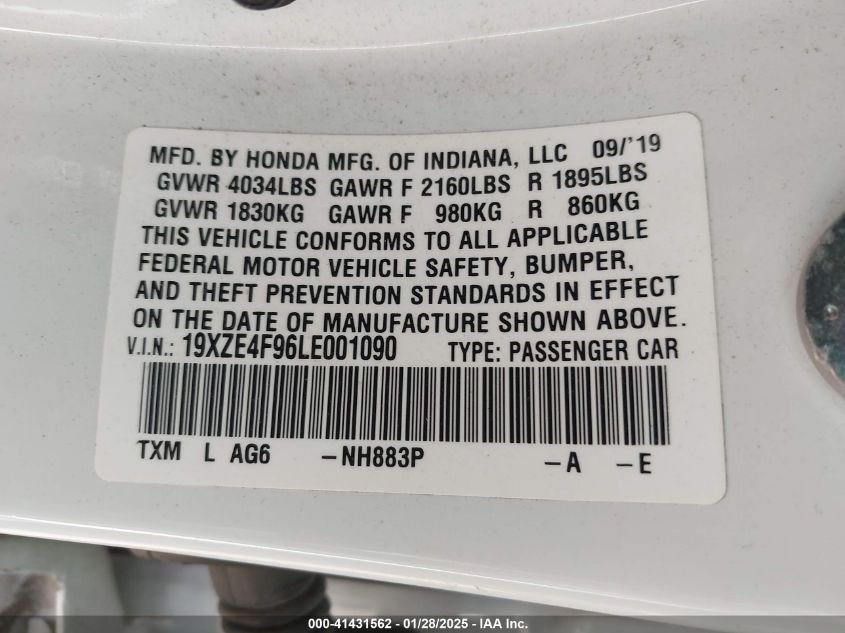 MFD. BY HONDA MFG. OF INDIANA, LLC 09/'19
GVWR 4034LBS GAWR F 2160LBS R 1895LBS
GVWR 1830KG GAWR F 980KG R 860KG
THIS VEHICLE CONFORMS TO ALL APPLICABLE
FEDERAL MOTOR VEHICLE SAFETY, BUMPER,
AND THEFT PREVENTION STANDARDS IN EFFECT
ON THE DATE OF MANUFACTURE SHOWN ABOVE.
V.I.N.: 19XZE4F96LE001090 TYPE: PASSENGER CAR
TXM L AG6 -NH883P -A -E
000-41431562 - 01/28/2025 - IAA Inc.